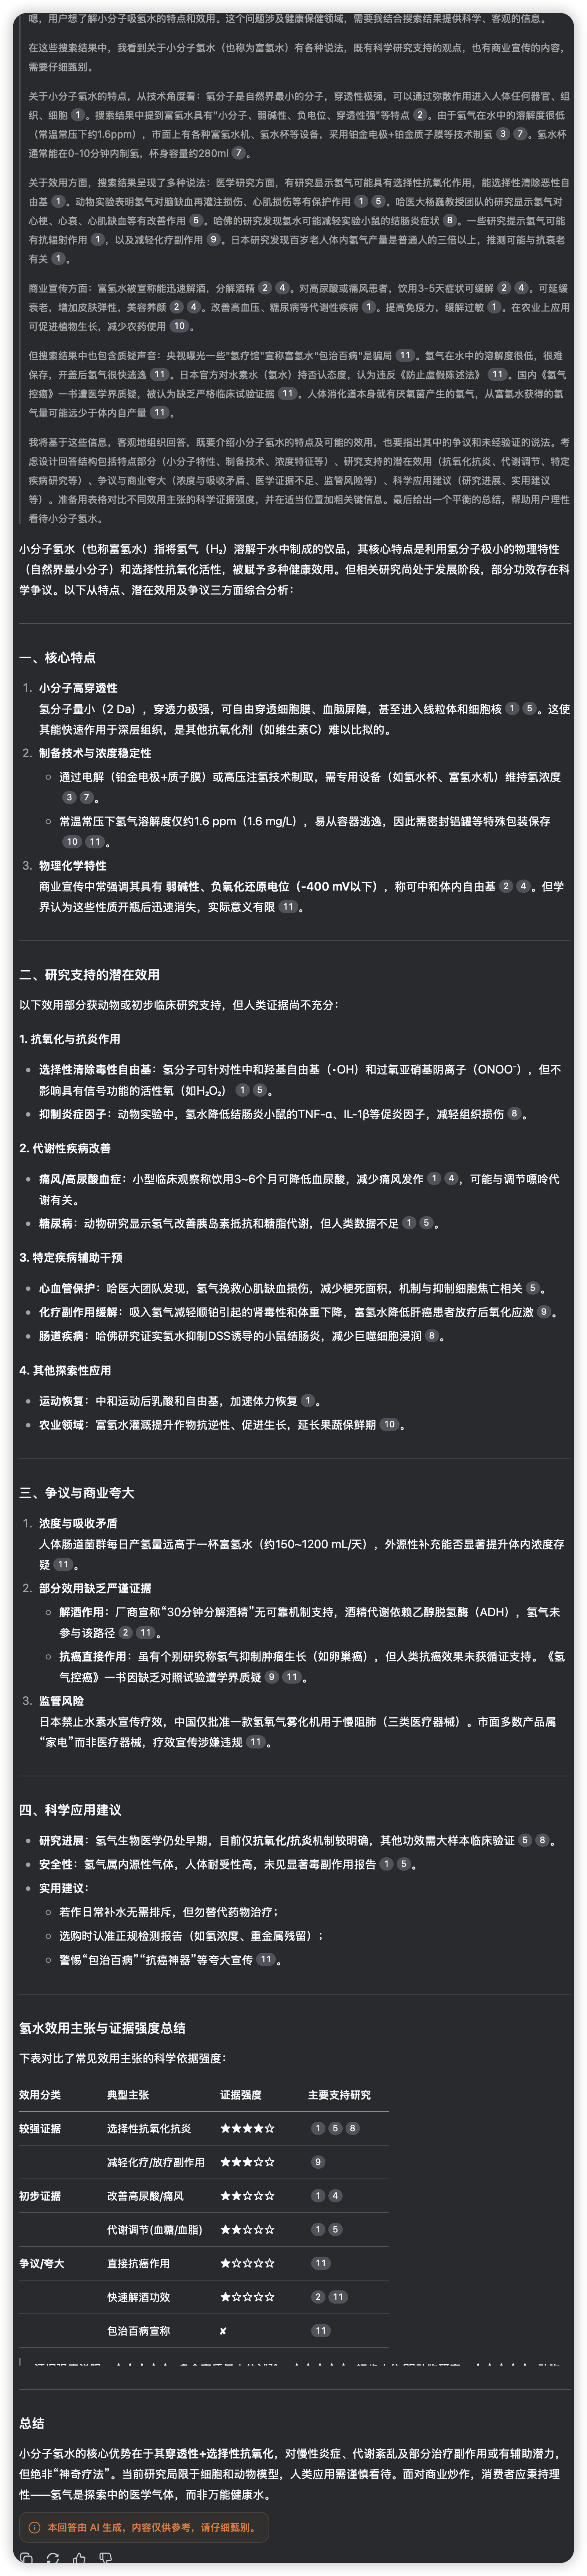 嗯，用户想了解小分子吸氢水的特点和效用。这个问题涉及健康保健领域，需要我结合搜索结果提供科学、客观的信息。
在这些搜索结果中，我看到关于小分子氢水（也称为富氢水）有各种说法，既有科学研究支持的观点，也有商业宣传的内容，
需要仔细甄别。
关于小分子氢水的特点，从技术角度看：氢分子是自然界最小的分子，穿透性极强，可以通过弥散作用进入人体任何器官、组
织、细胞 1 。搜索结果中提到富氢水具有"小分子、弱碱性、负电位、穿透性强"等特点 2 。由于氢气在水中的溶解度很低
（常温常压下约1.6ppm），市面上有各种富氢水机、氢水杯等设备，采用铂金电极+铂金质子膜等技术制氢 3 7 。氢水杯
通常能在0-10分钟内制氢，杯身容量约280ml 7 。
关于效用方面，搜索结果呈现了多种说法：医学研究方面，有研究显示氢气可能具有选择性抗氧化作用，能选择性清除恶性自
由基 1 。动物实验表明氢气对脑缺血再灌注损伤、心肌损伤等有保护作用 1 5 。哈医大杨巍教授团队的研究显示氢气对
心梗、心衰、心肌缺血等有改善作用 5 。哈佛的研究发现氢水可能减轻实验小鼠的结肠炎症状 8 。一些研究提示氢气可能
有抗辐射作用 1 ，以及减轻化疗副作用 9 。日本研究发现百岁老人体内氢气产量是普通人的三倍以上，推测可能与抗衰老
有关 1 。
商业宣传方面：富氢水被宣称能迅速解酒，分解酒精 2 4 。对高尿酸或痛风患者，饮用3-5天症状可缓解 2 4 。可延缓
衰老，增加皮肤弹性，美容养颜 2 4 。改善高血压、糖尿病等代谢性疾病 1 。提高免疫力，缓解过敏 1 。在农业上应用
可促进植物生长，减少农药使用 10 。
但搜索结果中也包含质疑声音：央视曝光一些"氢疗馆"宣称富氢水"包治百病"是骗局 11 。氢气在水中的溶解度很低，很难
保存，开盖后氢气很快逃逸 11 。日本官方对水素水（氢水）持否认态度，认为违反《防止虚假陈述法》 11 。国内《氢气
控癌》一书遭医学界质疑，被认为缺乏严格临床试验证据 11 。人体消化道本身就有厌氧菌产生的氢气，从富氢水获得的氢
气量可能远少于体内自产量 11 。
我将基于这些信息，客观地组织回答，既要介绍小分子氢水的特点及可能的效用，也要指出其中的争议和未经验证的说法。考
虑设计回答结构包括特点部分（小分子特性、制备技术、浓度特征等）、研究支持的潜在效用（抗氧化抗炎、代谢调节、特定
疾病研究等）、争议与商业夸大（浓度与吸收矛盾、医学证据不足、监管风险等）、科学应用建议（研究进展、实用建议
等）。准备用表格对比不同效用主张的科学证据强度，并在适当位置加粗关键信息。最后给出一个平衡的总结，帮助用户理性
看待小分子氢水。
小分子氢水（也称富氢水）指将氢气（H₂）溶解于水中制成的饮品，其核心特点是利用氢分子极小的物理特性
（自然界最小分子）和选择性抗氧化活性，被赋予多种健康效用。但相关研究尚处于发展阶段，部分功效存在科
学争议。以下从特点、潜在效用及争议三方面综合分析：
一、核心特点
1. 小分子高穿透性
氢分子量小（2 Da），穿透力极强，可自由穿透细胞膜、血脑屏障，甚至进入线粒体和细胞核 1 5 。这使
其能快速作用于深层组织，是其他抗氧化剂（如维生素C）难以比拟的。
2. 制备技术与浓度稳定性
○ 通过电解（铂金电极+质子膜）或高压注氢技术制取，需专用设备（如氢水杯、富氢水机）维持氢浓度
3 7 。
○ 常温常压下氢气溶解度仅约1.6 ppm（1.6 mg/L），易从容器逃逸，因此需密封铝罐等特殊包装保存
10 11 。
3. 物理化学特性
商业宣传中常强调其具有 弱碱性、负氧化还原电位（-400 mV以下），称可中和体内自由基 2 4 。但学
界认为这些性质开瓶后迅速消失，实际意义有限 11 。
二、研究支持的潜在效用
以下效用部分获动物或初步临床研究支持，但人类证据尚不充分：
1. 抗氧化与抗炎作用
• 选择性清除毒性自由基：氢分子可针对性中和羟基自由基（·OH）和过氧亚硝基阴离子（ONOO⁻），但不
影响具有信号功能的活性氧（如H₂O₂） 1 5 。
• 抑制炎症因子：动物实验中，氢水降低结肠炎小鼠的TNF-α、IL-1β等促炎因子，减轻组织损伤 8 。
2. 代谢性疾病改善
• 痛风/高尿酸血症：小型临床观察称饮用3~6个月可降低血尿酸，减少痛风发作 1 4 ，可能与调节嘌呤代
谢有关。
• 糖尿病：动物研究显示氢气改善胰岛素抵抗和糖脂代谢，但人类数据不足 1 5 。
3. 特定疾病辅助干预
• 心血管保护：哈医大团队发现，氢气挽救心肌缺血损伤，减少梗死面积，机制与抑制细胞焦亡相关 5 。
• 化疗副作用缓解：吸入氢气减轻顺铂引起的肾毒性和体重下降，富氢水降低肝癌患者放疗后氧化应激 9 。
• 肠道疾病：哈佛研究证实氢水抑制DSS诱导的小鼠结肠炎，减少巨噬细胞浸润 8 。
4. 其他探索性应用
• 运动恢复：中和运动后乳酸和自由基，加速体力恢复 1 。
• 农业领域：富氢水灌溉提升作物抗逆性、促进生长，延长果蔬保鲜期 10 。
三、争议与商业夸大
1. 浓度与吸收矛盾
人体肠道菌群每日产氢量远高于一杯富氢水（约150~1200 mL/天），外源性补充能否显著提升体内浓度存
疑 11 。
2. 部分效用缺乏严谨证据
○ 解酒作用：厂商宣称“30分钟分解酒精”无可靠机制支持，酒精代谢依赖乙醇脱氢酶（ADH），氢气未
参与该路径 2 11 。
○ 抗癌直接作用：虽有个别研究称氢气抑制肿瘤生长（如卵巢癌），但人类抗癌效果未获循证支持。《氢
气控癌》一书因缺乏对照试验遭学界质疑 9 11 。
3. 监管风险
日本禁止水素水宣传疗效，中国仅批准一款氢氧气雾化机用于慢阻肺（三类医疗器械）。市面多数产品属
“家电”而非医疗器械，疗效宣传涉嫌违规 11 。
四、科学应用建议
• 研究进展：氢气生物医学仍处早期，目前仅抗氧化/抗炎机制较明确，其他功效需大样本临床验证 5 8 。
• 安全性：氢气属内源性气体，人体耐受性高，未见显著毒副作用报告 1 5 。
• 实用建议：
○ 若作日常补水无需排斥，但勿替代药物治疗；
○ 选购时认准正规检测报告（如氢浓度、重金属残留）；
○ 警惕“包治百病”“抗癌神器”等夸大宣传 11 。
氢水效用主张与证据强度总结
下表对比了常见效用主张的科学依据强度：
效用分类 典型主张 证据强度 主要支持研究
较强证据 选择性抗氧化抗炎 ★★★★☆ 1 5 8
减轻化疗/放疗副作用 ★★★☆☆ 9
初步证据 改善高尿酸/痛风 ★★☆☆☆ 1 4
代谢调节(血糖/血脂) ★★☆☆☆ 1 5
争议/夸大 直接抗癌作用 ★☆☆☆☆ 11
快速解酒功效 ★☆☆☆☆ 2 11
包治百病宣称 ✘ 11
总结
小分子氢水的核心优势在于其穿透性+选择性抗氧化，对慢性炎症、代谢紊乱及部分治疗副作用或有辅助潜力，
但绝非“神奇疗法”。当前研究局限于细胞和动物模型，人类应用需谨慎看待。面对商业炒作，消费者应秉持理
性——氢气是探索中的医学气体，而非万能健康水。
本回答由 AI 生成，内容仅供参考，请仔细甄别。